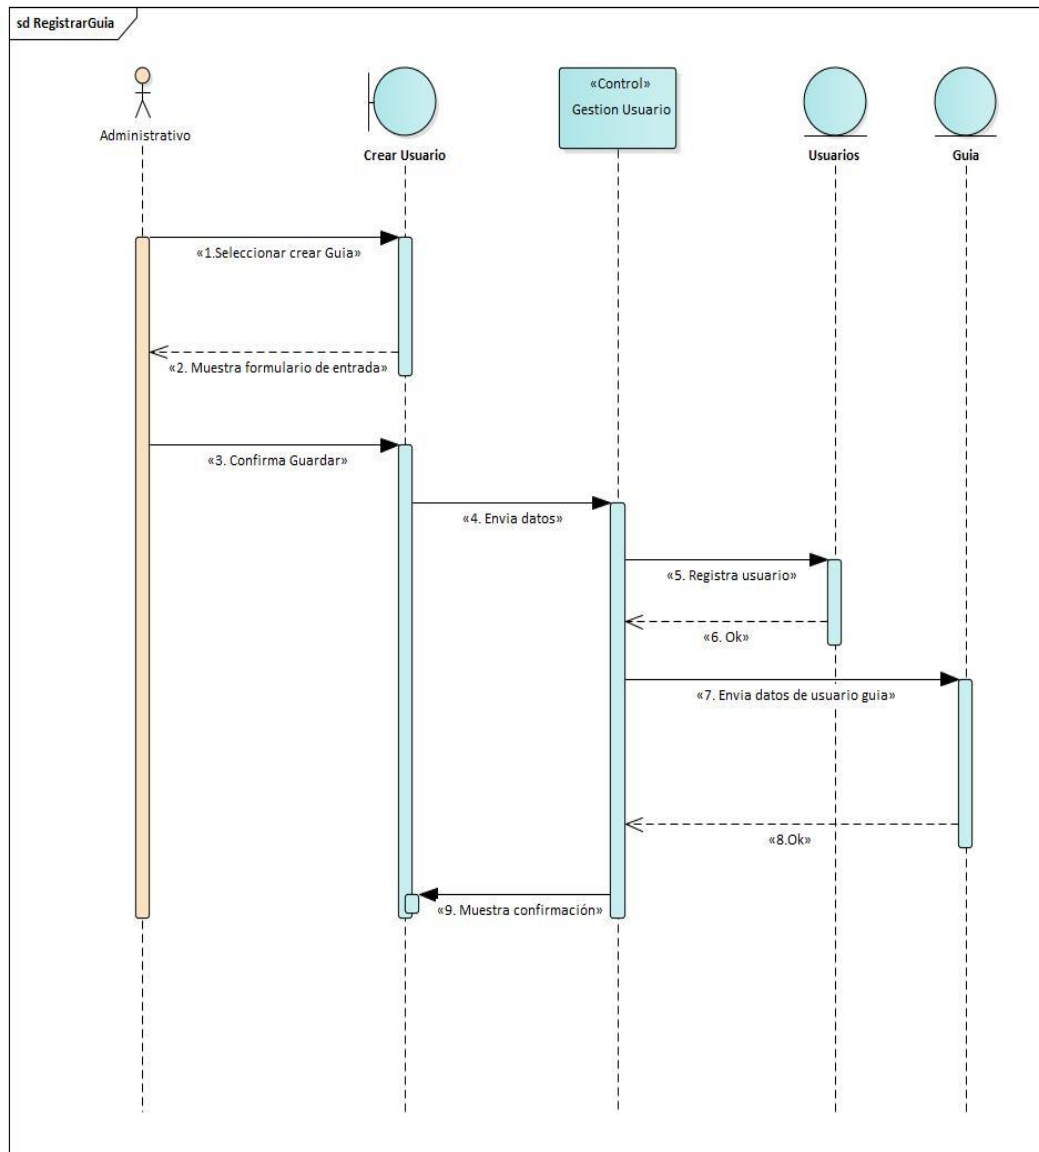 sd RegistrarGuia
Administrativo
Crear Usuario
«Control»
Gestion Usuario
Usuarios
Guia
«1.Seleccionar crear Guia»
«2. Muestra formulario de entrada»
«3. Confirma Guardar»
«4. Envia datos»
«5. Registra usuario»
«6. Ok»
«7. Envia datos de usuario guia»
«8.Ok»
«9. Muestra confirmación»